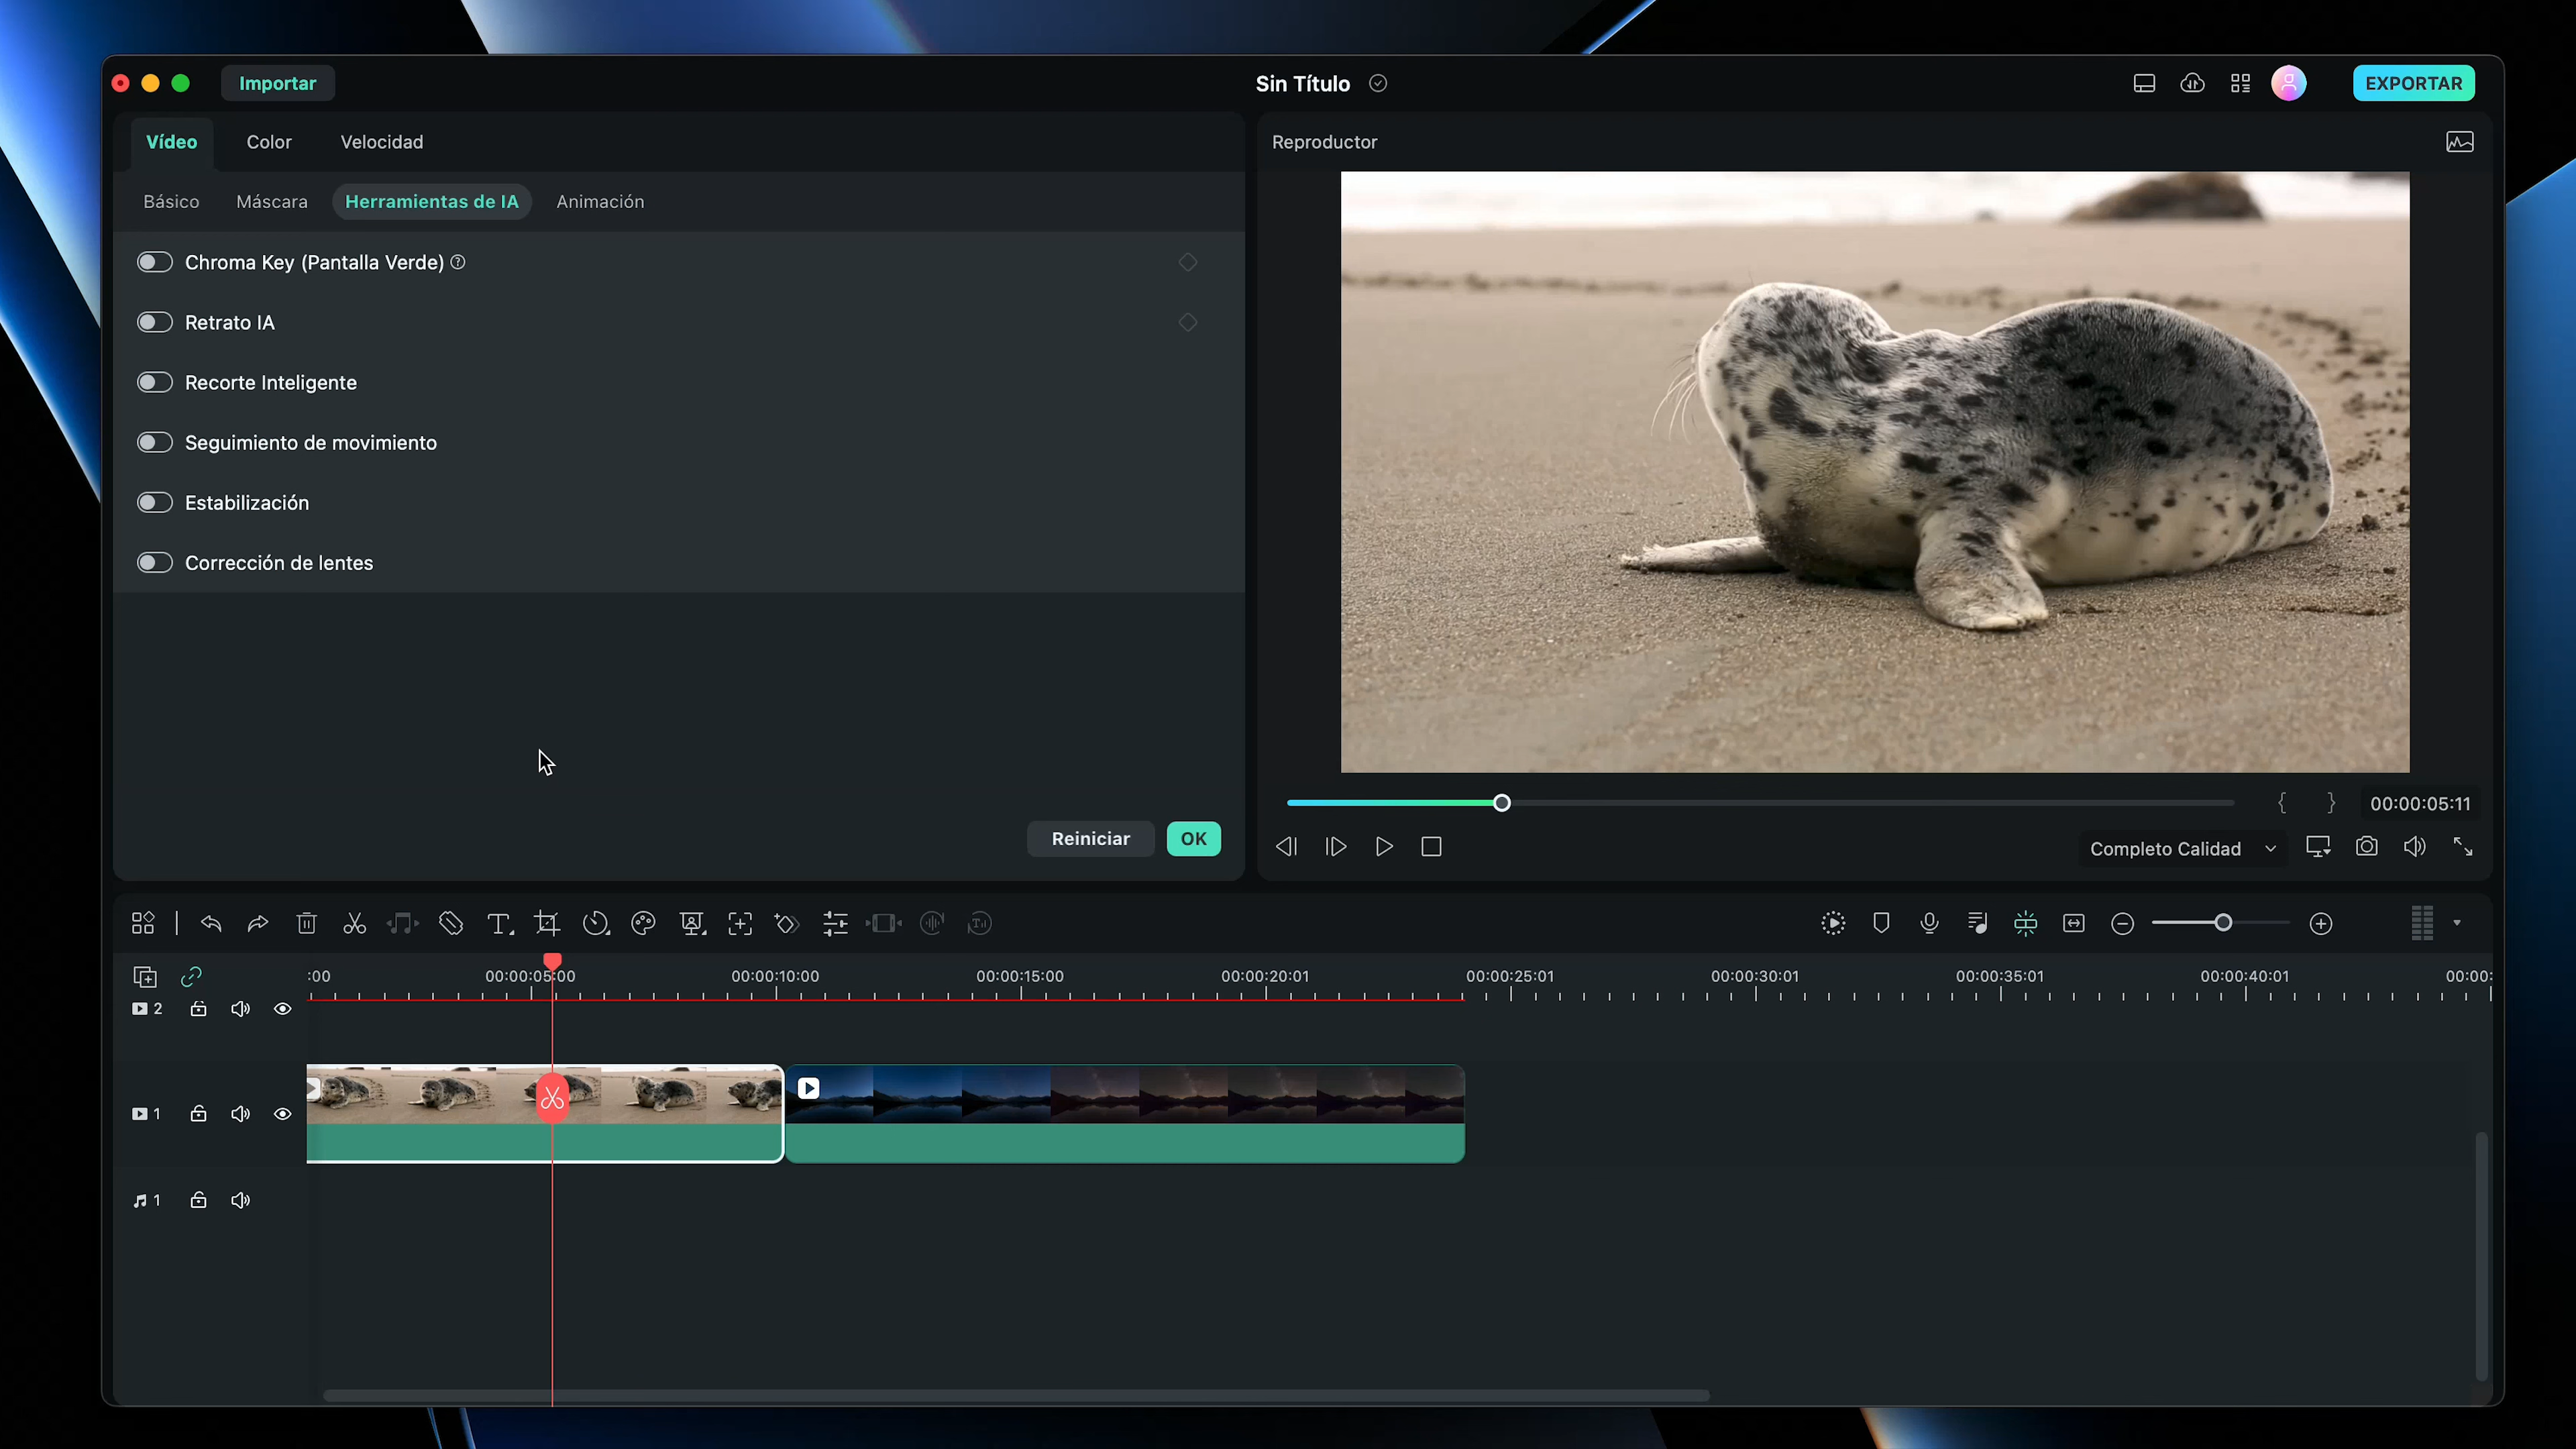 Importar
Sin Título
EXPORTAR
Vídeo
Color
Velocidad
Básico
Máscara
Herramientas de IA
Animación
Chroma Key (Pantalla Verde)
Retrato IA
Recorte Inteligente
Seguimiento de movimiento
Estabilización
Corrección de lentes
Reiniciar
OK
Reproductor
00:00:05:11
Completo Calidad
:00
00:00:05:00
00:00:10:00
00:00:15:00
00:00:20:01
00:00:25:01
00:00:30:01
00:00:35:01
00:00:40:01
00:00:
2
1
1